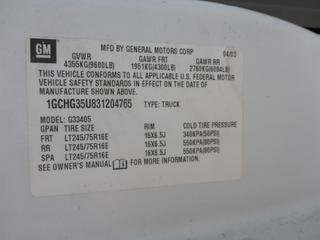 GM
MFD BY GENERAL MOTORS CORP 04/03
GVWR GAWR FRT GAWR RR
4355KG(9600LB) 1951KG(4300LB) 2760KG(6084LB)
THIS VEHICLE CONFORMS TO ALL APPLICABLE U.S. FEDERAL MOTOR
VEHICLE SAFETY STANDARDS IN EFFECT ON THE DATE OF
MANUFACTURE SHOWN ABOVE.
1GCHG35U831204765 TYPE: TRUCK
MODEL: G33405
GPAN TIRE SIZE RIM COLD TIRE PRESSURE
FRT LT245/75R16E 16X6.5J 340KPA(50PSI)
RR LT245/75R16E 16X6.5J 550KPA(80PSI)
SPA LT245/75R16E 16X6.5J 550KPA(80PSI)
SEE OWNER'S MANUAL FOR MORE INFORMATION.